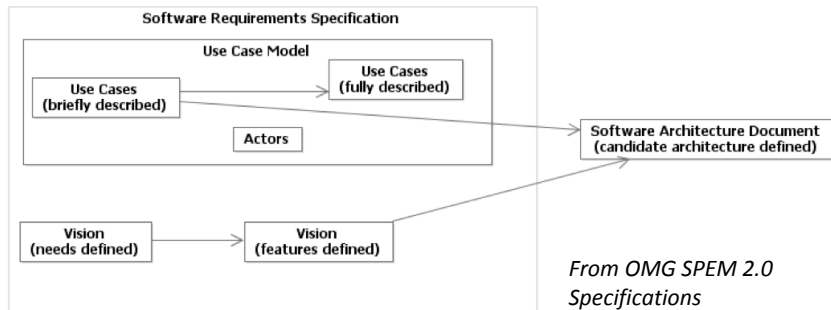 Software Requirements Specification
Use Case Model
Use Cases
(briefly described)
Use Cases
(fully described)
Actors
Software Architecture Document
(candidate architecture defined)
Vision
(needs defined)
Vision
(features defined)
From OMG SPEM 2.0
Specifications